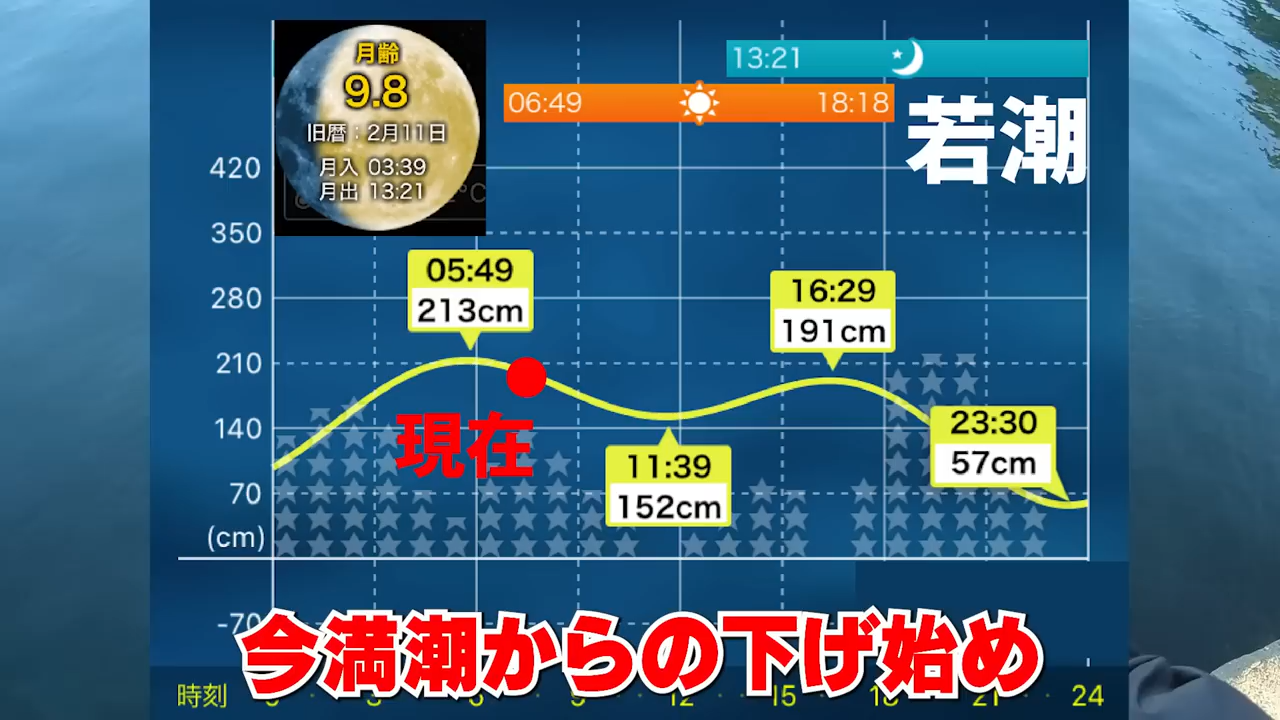 月齢
9.8
旧暦：2月11日
月入 03:39
月出 13:21
℃
13:21
06:49
18:18
若潮
420
350
280
210
140
70
(cm)
-70
05:49
213cm
現在
11:39
152cm
16:29
191cm
23:30
57cm
今満潮からの下げ始め
時刻
9
12
15
21
24